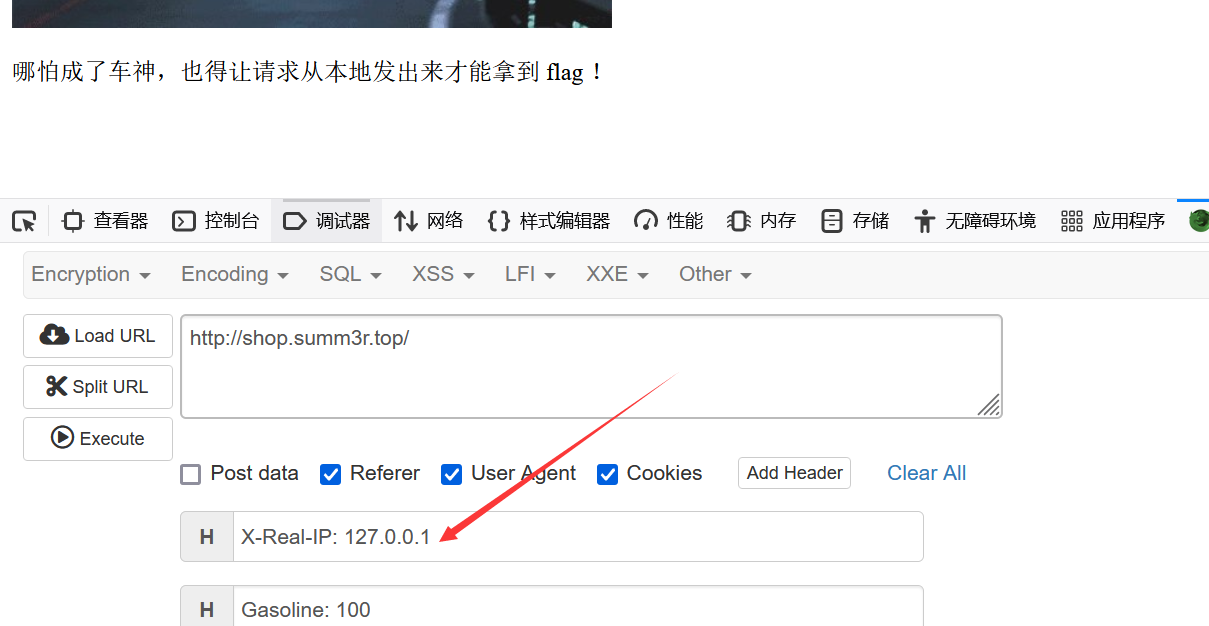 哪怕成了车神，也得让请求从本地发出来才能拿到 flag ！
查看器 控制台 调试器 网络 样式编辑器 性能 内存 存储 无障碍环境 应用程序
Encryption Encoding SQL XSS LFI XXE Other
Load URL
http://shop.summ3r.top/
Split URL
Execute
Post data Referer User Agent Cookies Add Header Clear All
H X-Real-IP: 127.0.0.1
H Gasoline: 100